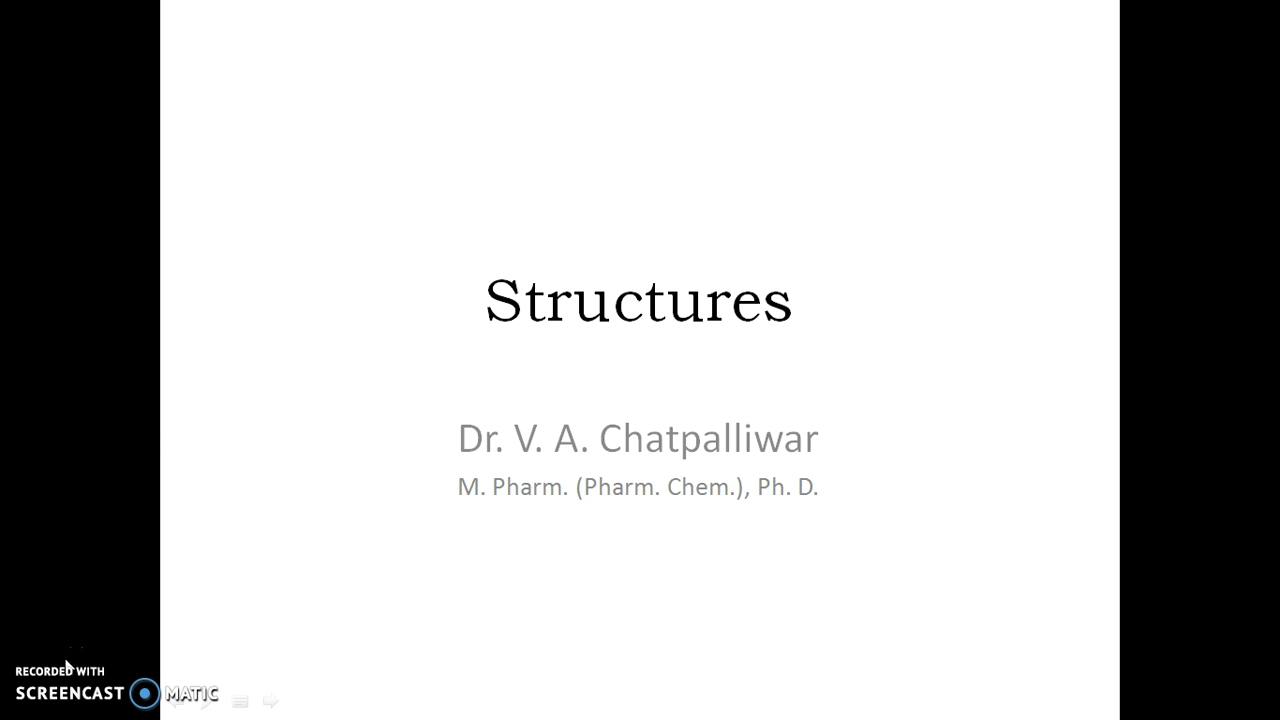 Structures
Dr. V. A. Chatpalliwar
M. Pharm. (Pharm. Chem.), Ph. D.
RECORDED WITH
SCREENCAST MATIC